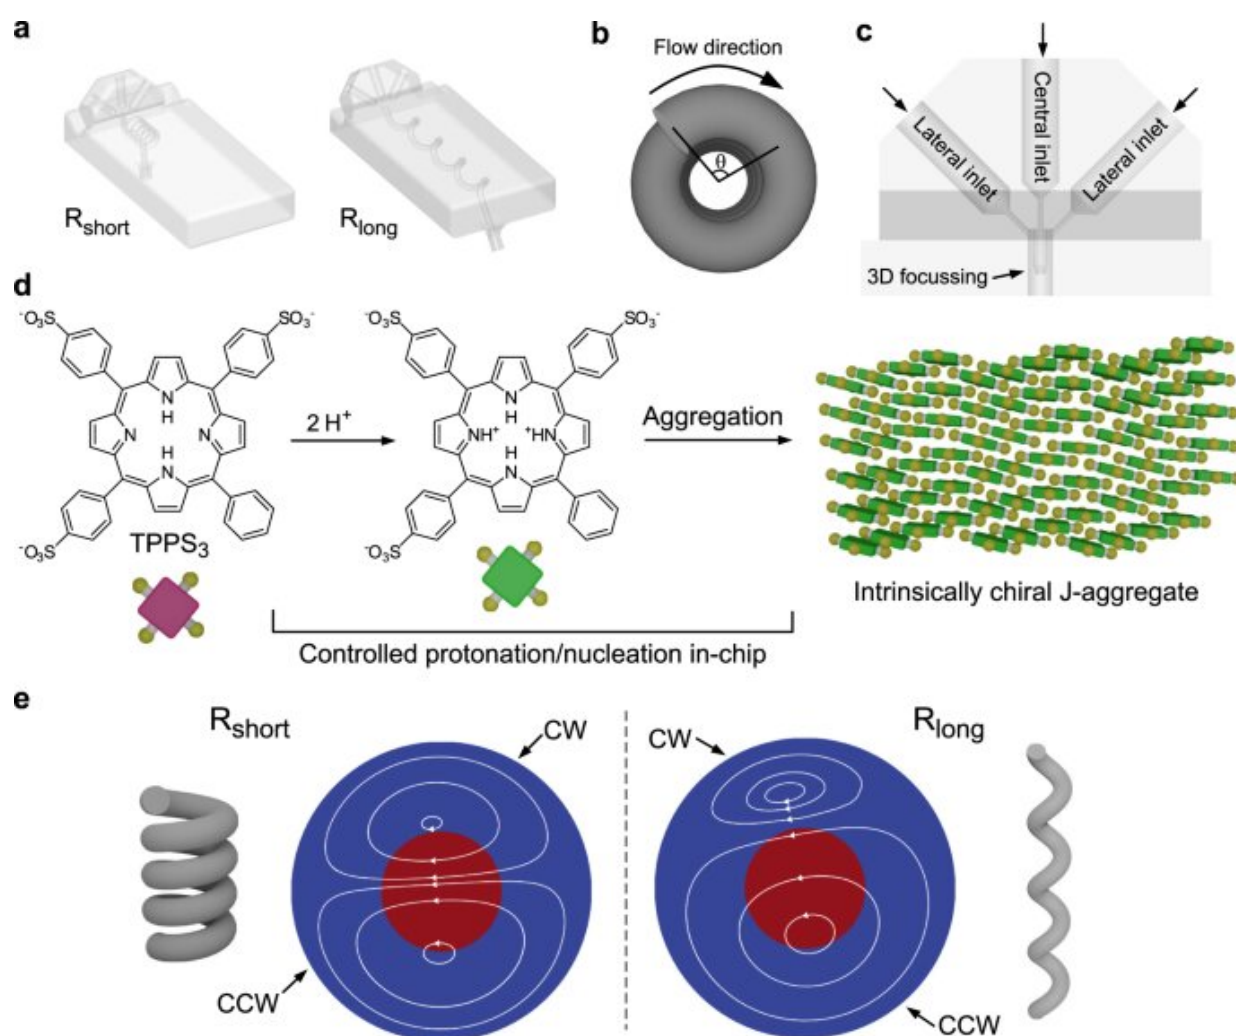 a
R_short
R_long
b
Flow direction
θ
c
Central inlet
Lateral inlet
Lateral inlet
3D focussing
d
⁻O₃S
SO₃⁻
N
H
N
N
H
N
⁻O₃S
TPPS₃
2 H⁺
⁻O₃S
SO₃⁻
N
H
NH⁺
⁺HN
H
N
⁻O₃S
Aggregation
Intrinsically chiral J-aggregate
Controlled protonation/nucleation in-chip
e
R_short
CW
CCW
R_long
CW
CCW